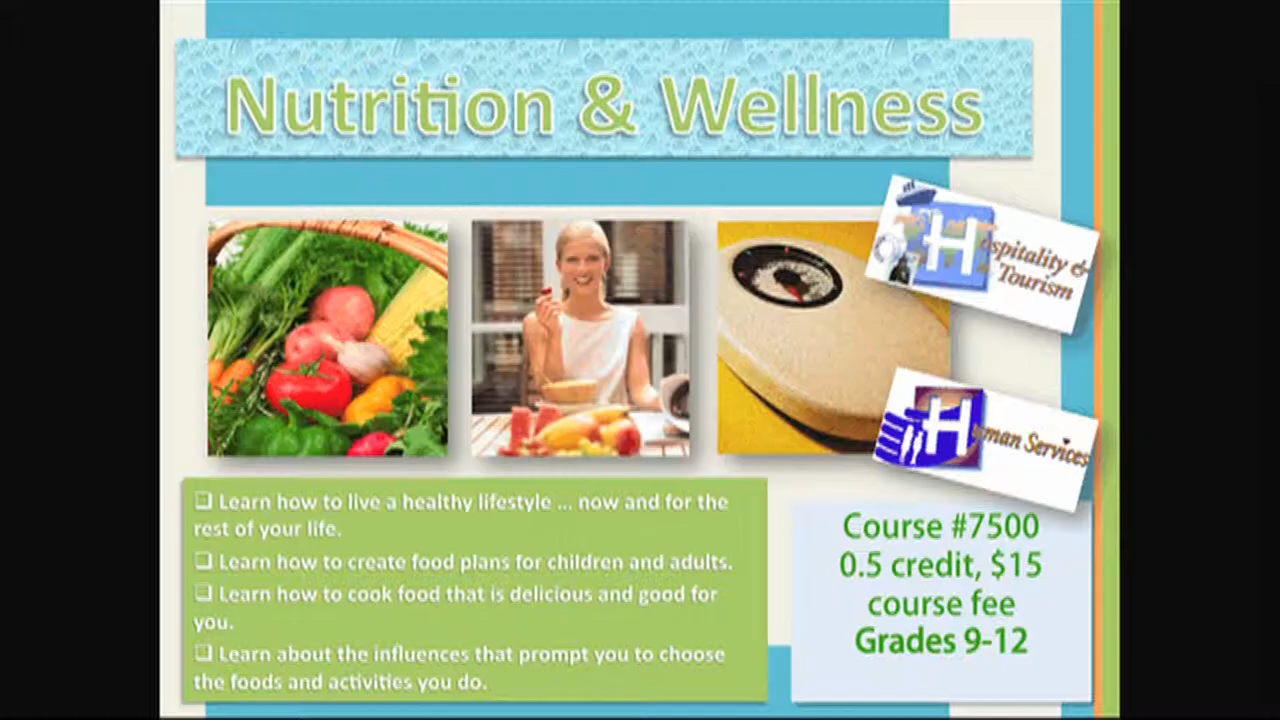 Nutrition & Wellness
Hospitality &
Tourism
Human Services
❑ Learn how to live a healthy lifestyle ... now and for the
rest of your life.
❑ Learn how to create food plans for children and adults.
❑ Learn how to cook food that is delicious and good for
you.
❑ Learn about the influences that prompt you to choose
the foods and activities you do.
Course #7500
0.5 credit, $15
course fee
Grades 9-12